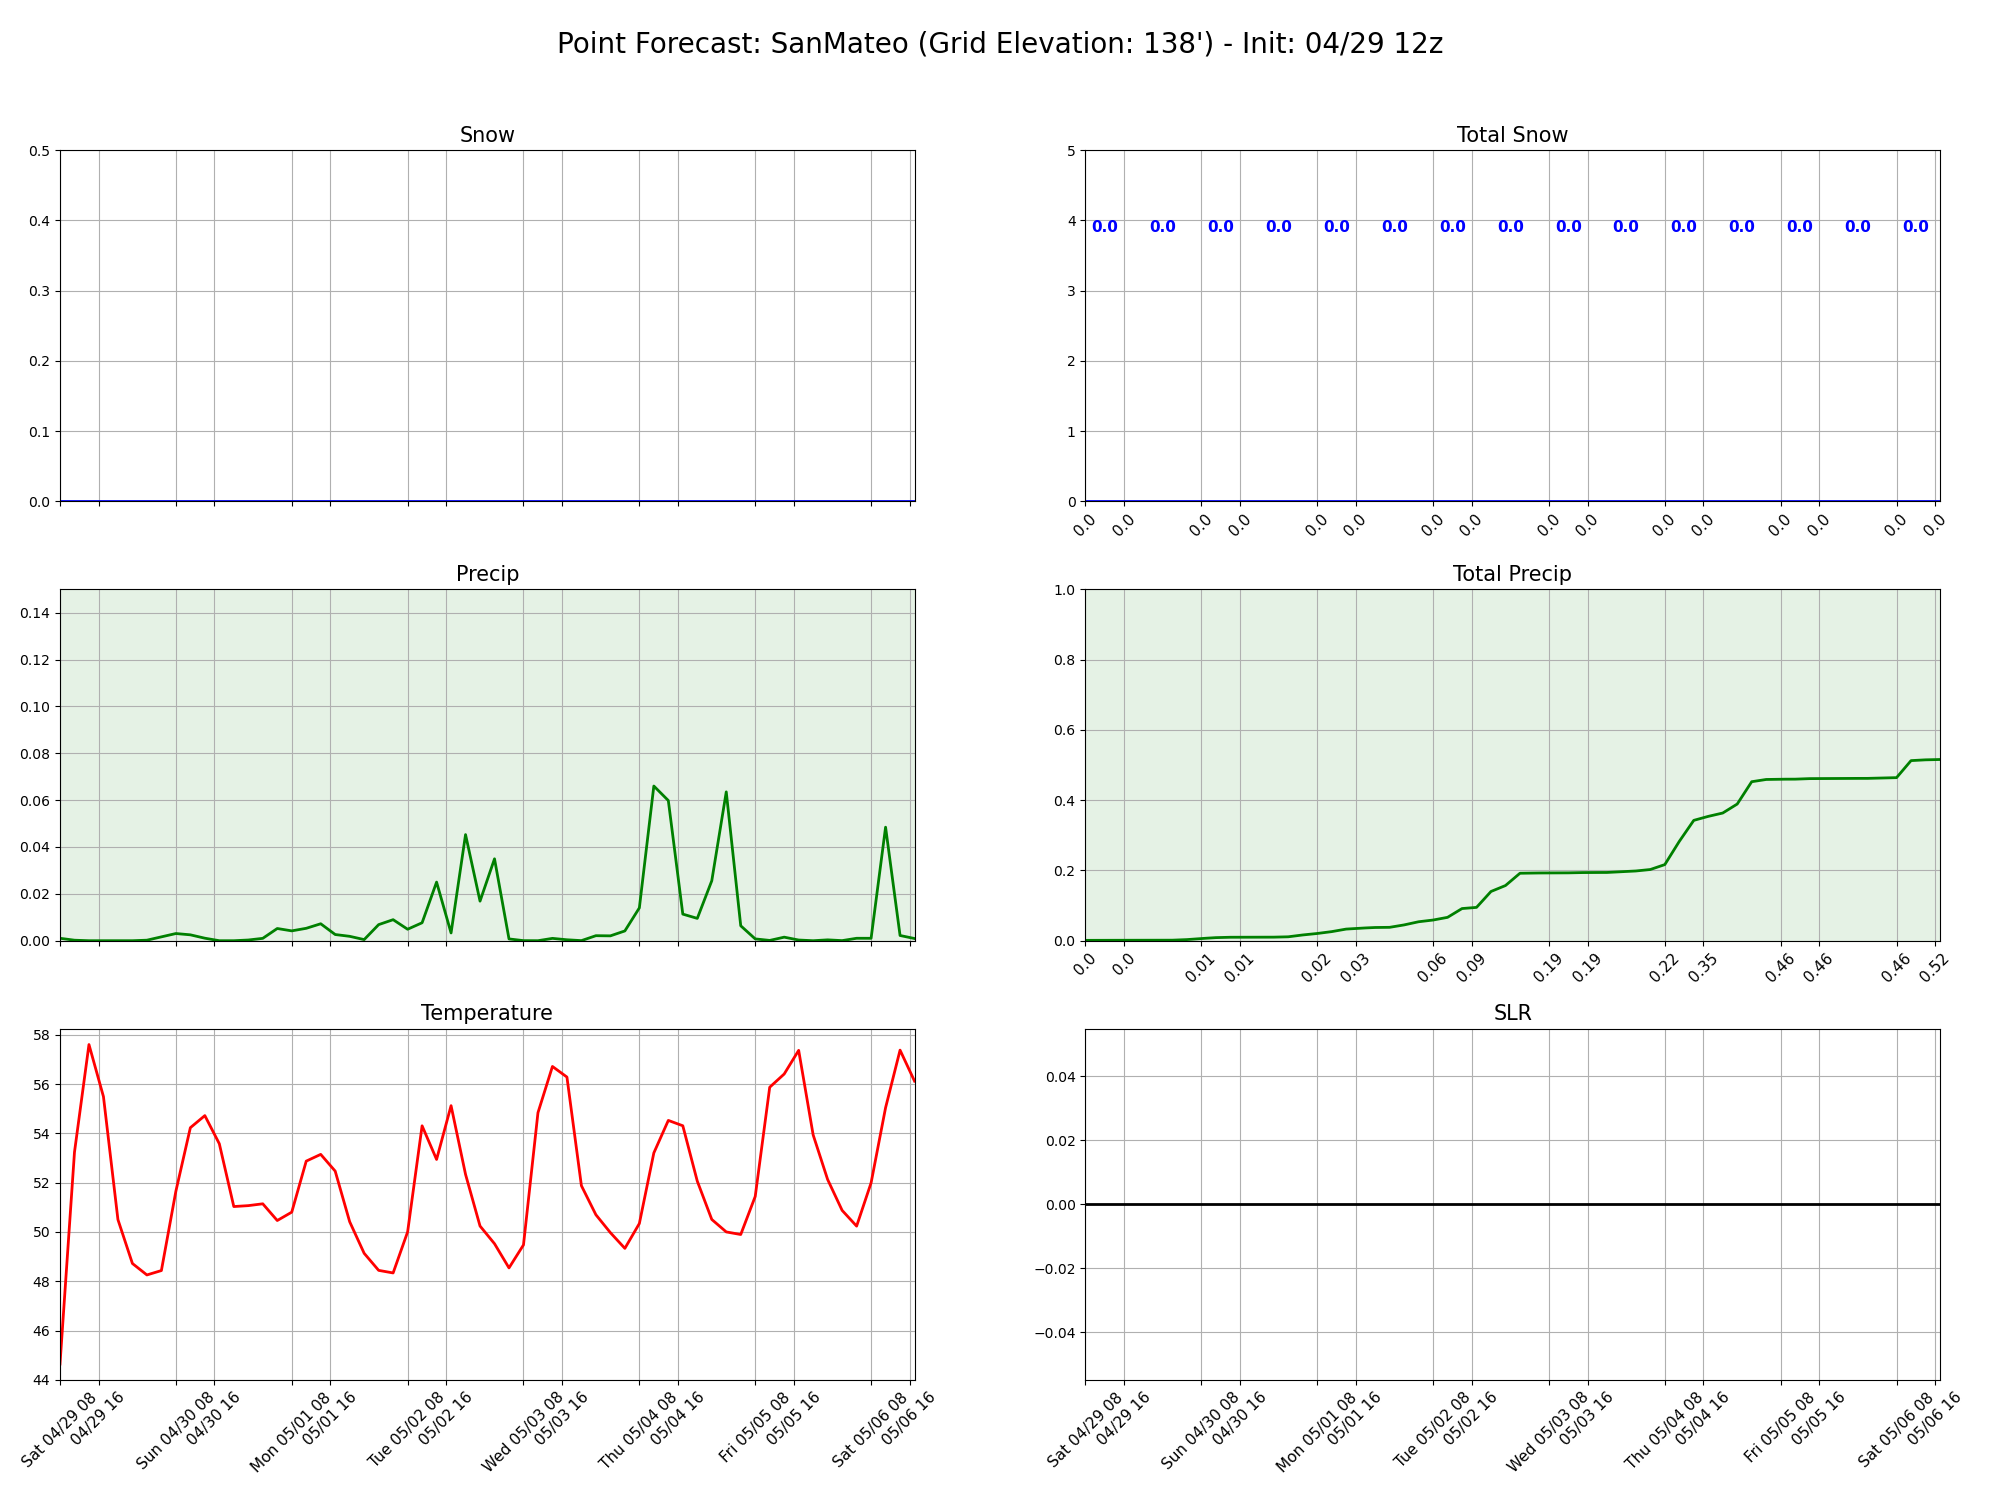 Point Forecast: SanMateo (Grid Elevation: 138') - Init: 04/29 12z
Snow
0.5
0.4
0.3
0.2
0.1
0.0
Total Snow
5
4
3
2
1
0
0.0 0.0 0.0 0.0 0.0 0.0 0.0 0.0 0.0 0.0 0.0 0.0 0.0 0.0 0.0
0.0 0.0 0.0 0.0 0.0 0.0 0.0 0.0 0.0 0.0 0.0 0.0 0.0 0.0 0.0 0.0
Precip
0.14
0.12
0.10
0.08
0.06
0.04
0.02
0.00
Total Precip
1.0
0.8
0.6
0.4
0.2
0.0
0.0 0.0 0.01 0.01 0.02 0.03 0.06 0.09 0.19 0.19 0.22 0.35 0.46 0.46 0.46 0.52
Temperature
58
56
54
52
50
48
46
44
Sat 04/29 08
04/29 16
Sun 04/30 08
04/30 16
Mon 05/01 08
05/01 16
Tue 05/02 08
05/02 16
Wed 05/03 08
05/03 16
Thu 05/04 08
05/04 16
Fri 05/05 08
05/05 16
Sat 05/06 08
05/06 16
SLR
0.04
0.02
0.00
−0.02
−0.04
Sat 04/29 08
04/29 16
Sun 04/30 08
04/30 16
Mon 05/01 08
05/01 16
Tue 05/02 08
05/02 16
Wed 05/03 08
05/03 16
Thu 05/04 08
05/04 16
Fri 05/05 08
05/05 16
Sat 05/06 08
05/06 16